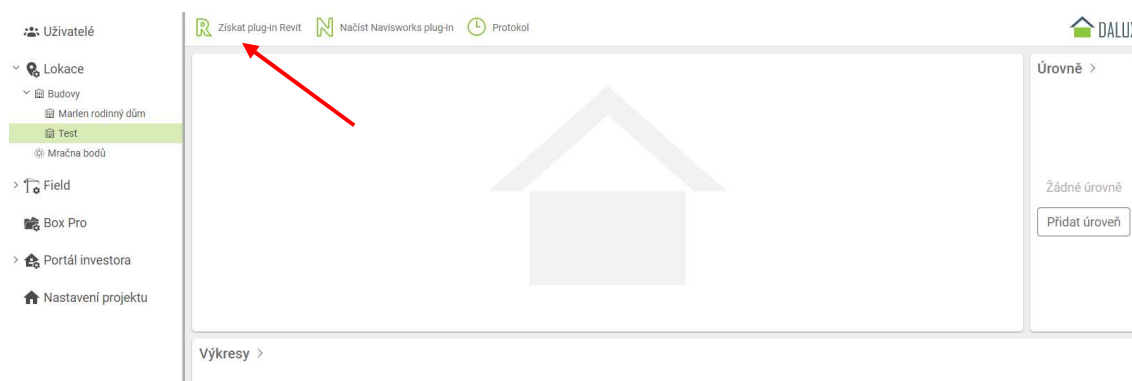 Uživatelé
Lokace
Budovy
Marlen rodinný dům
Test
Mračna bodů
Field
Box Pro
Portál investora
Nastavení projektu
Získat plug-in Revit
Načíst Navisworks plug-in
Protokol
DALUX
Úrovně
Žádné úrovně
Přidat úroveň
Výkresy